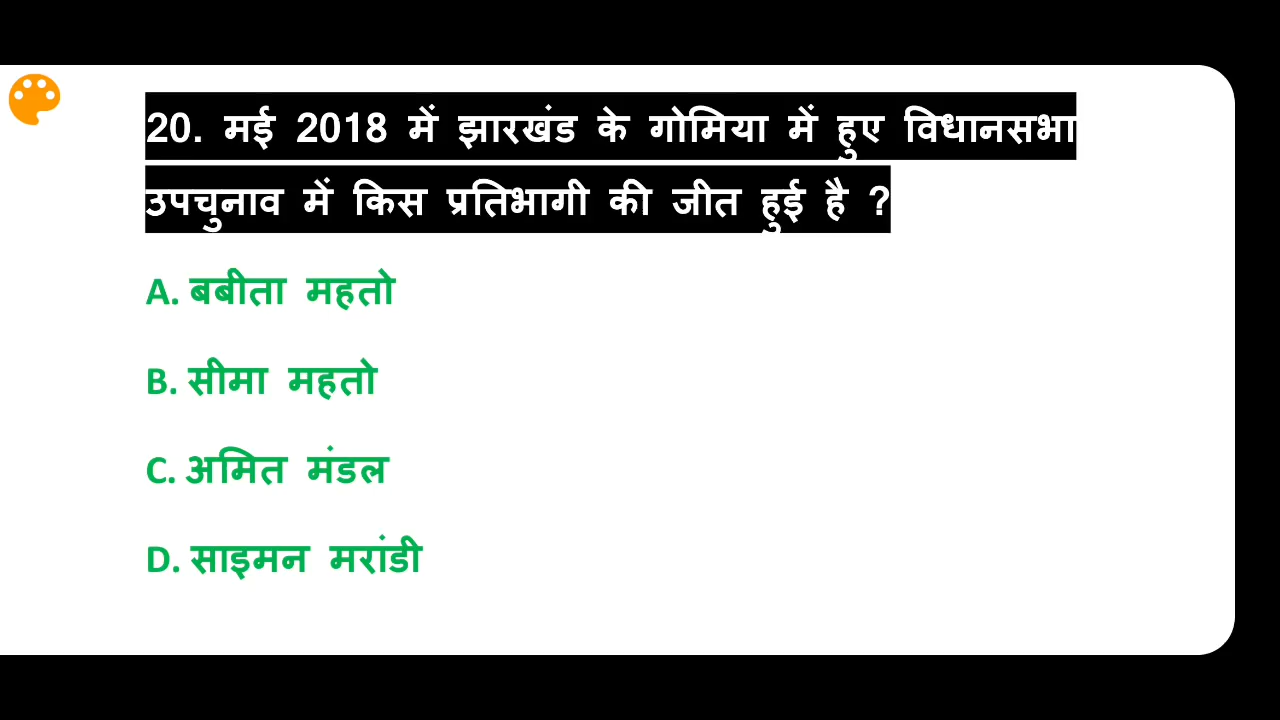 20. मई 2018 में झारखंड के गोमिया में हुए विधानसभा
उपचुनाव में किस प्रतिभागी की जीत हुई है ?
A. बबीता महतो
B. सीमा महतो
C. अमित मंडल
D. साइमन मरांडी